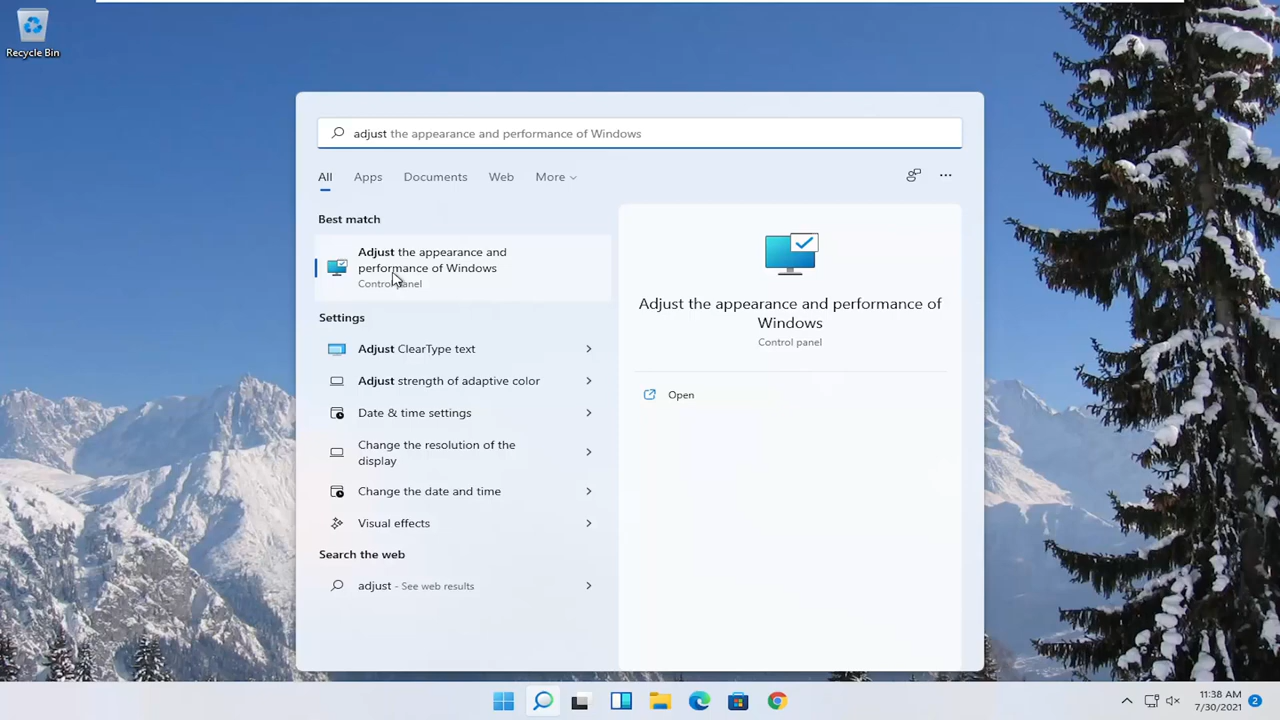 Recycle Bin
adjust the appearance and performance of Windows
All Apps Documents Web More
Best match
Adjust the appearance and
performance of Windows
Control panel
Settings
Adjust ClearType text
Adjust strength of adaptive color
Date & time settings
Change the resolution of the
display
Change the date and time
Visual effects
Search the web
adjust - See web results
Adjust the appearance and performance of
Windows
Control panel
Open
11:38 AM
7/30/2021
2